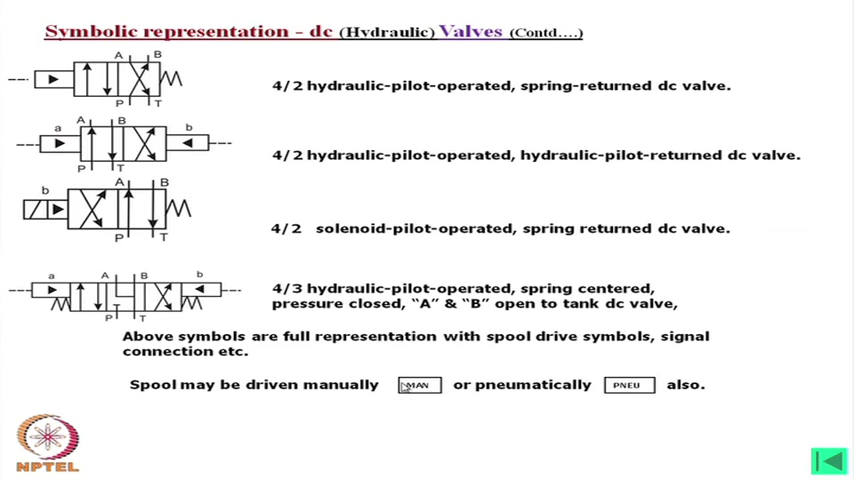 Symbolic representation - dc (Hydraulic) Valves (Contd....)
A B
P T
4/2 hydraulic-pilot-operated, spring-returned dc valve.
a A B b
P T
4/2 hydraulic-pilot-operated, hydraulic-pilot-returned dc valve.
b A B
P T
4/2 solenoid-pilot-operated, spring returned dc valve.
a A B b
T
P T
4/3 hydraulic-pilot-operated, spring centered,
pressure closed, “A” & “B” open to tank dc valve,
Above symbols are full representation with spool drive symbols, signal
connection etc.
Spool may be driven manually MAN or pneumatically PNEU also.
NPTEL